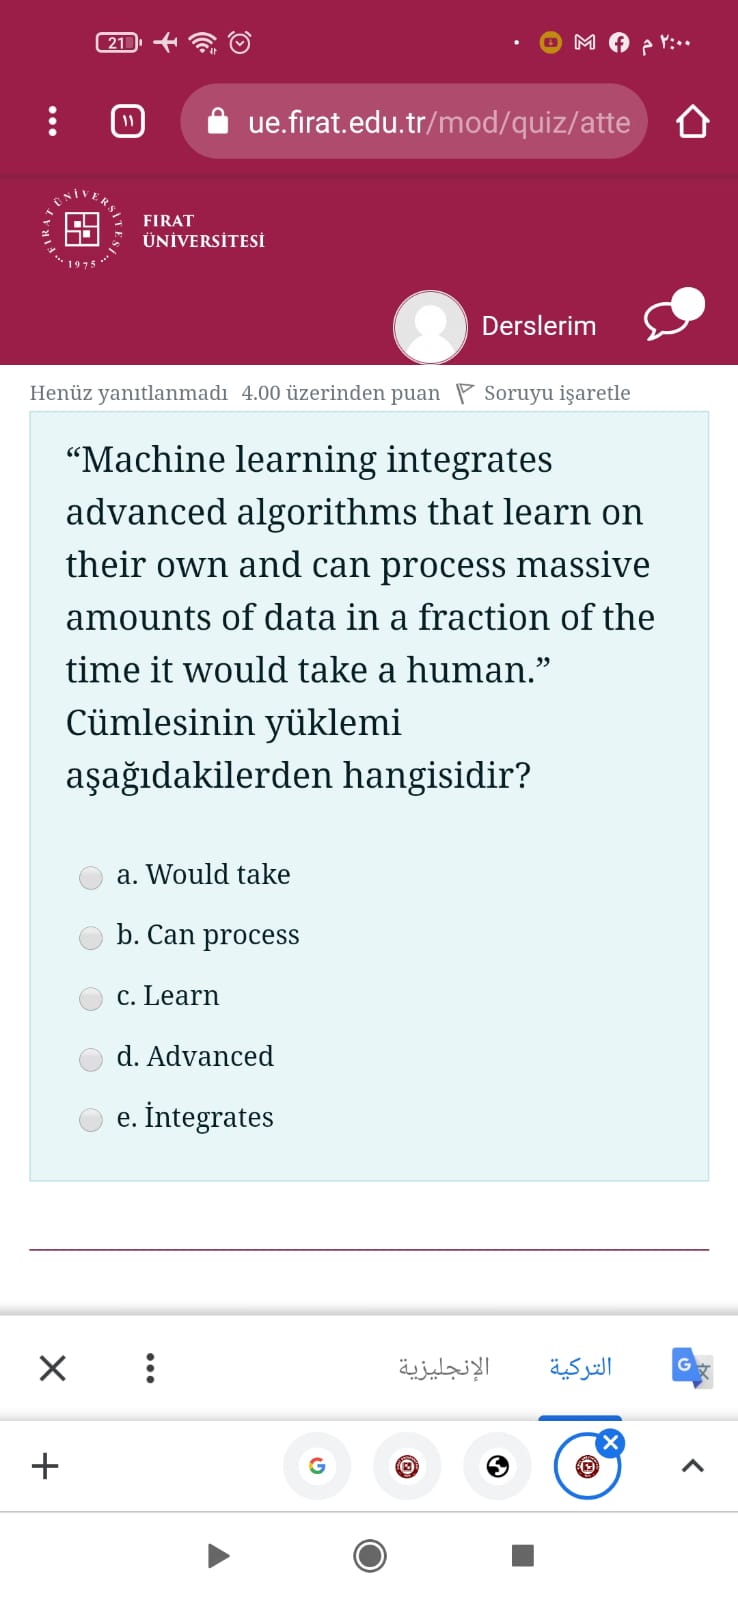 21
٢:٠٠ م
١١
ue.firat.edu.tr/mod/quiz/atte
FIRAT ÜNİVERSİTESİ
1975
FIRAT
ÜNİVERSİTESİ
Derslerim
Henüz yanıtlanmadı 4.00 üzerinden puan Soruyu işaretle
“Machine learning integrates
advanced algorithms that learn on
their own and can process massive
amounts of data in a fraction of the
time it would take a human.”
Cümlesinin yüklemi
aşağıdakilerden hangisidir?
a. Would take
b. Can process
c. Learn
d. Advanced
e. İntegrates
التركية
الإنجليزية